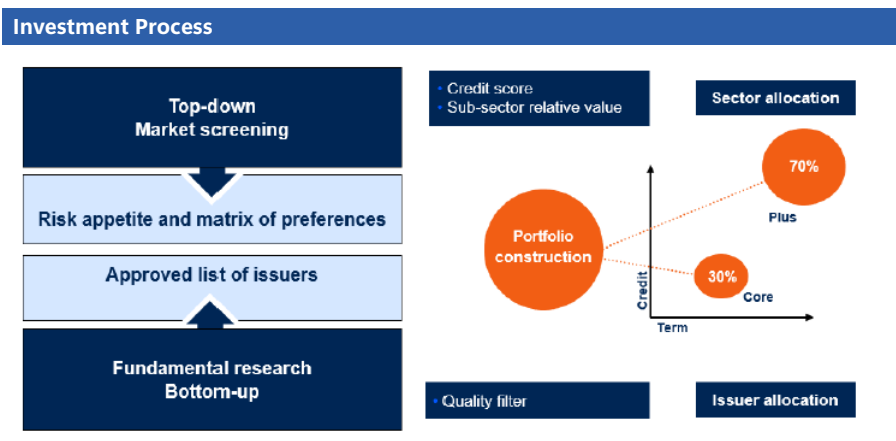 Investment Process
Top-down
Market screening
Risk appetite and matrix of preferences
Approved list of issuers
Fundamental research
Bottom-up
• Credit score
• Sub-sector relative value
Sector allocation
70%
Plus
Portfolio
construction
30%
Core
Credit
Term
• Quality filter
Issuer allocation